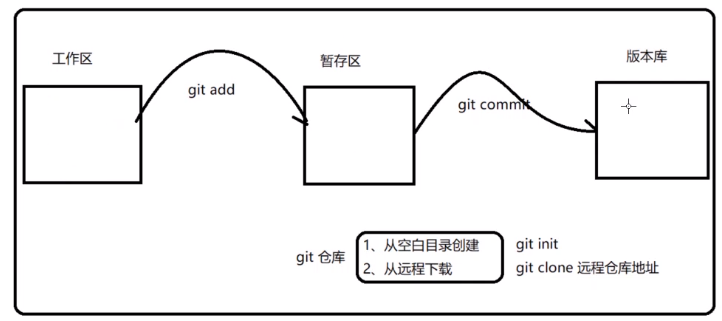 工作区
暂存区
版本库
git add
git commit
git 仓库
1、从空白目录创建
2、从远程下载
git init
git clone 远程仓库地址